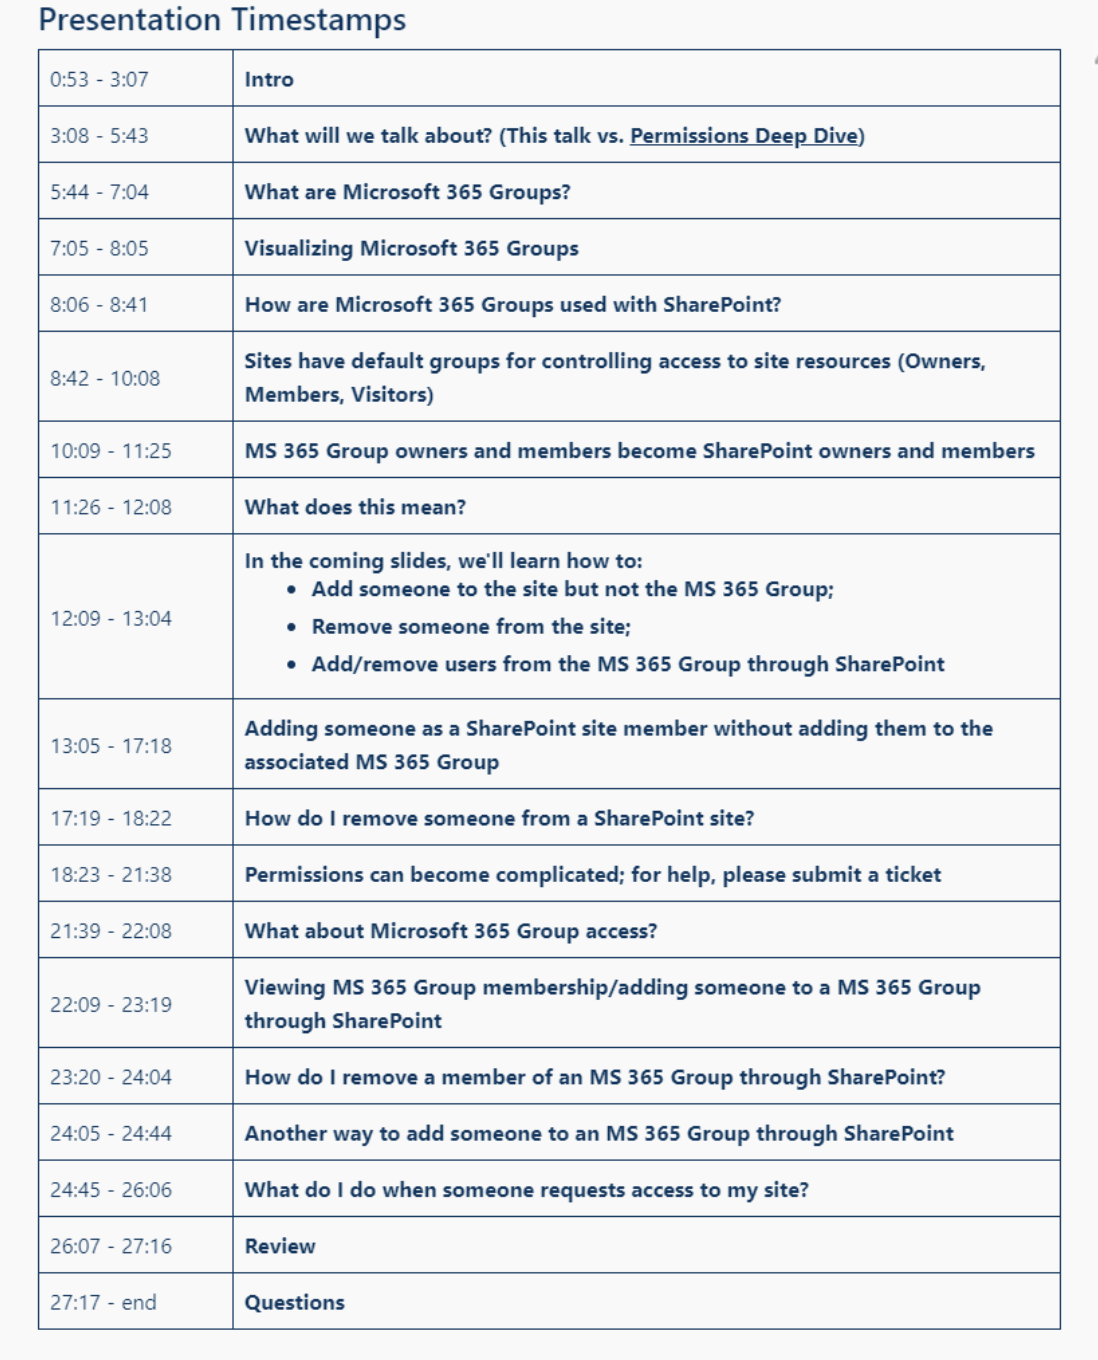 Presentation Timestamps
0:53 - 3:07 Intro
3:08 - 5:43 What will we talk about? (This talk vs. Permissions Deep Dive)
5:44 - 7:04 What are Microsoft 365 Groups?
7:05 - 8:05 Visualizing Microsoft 365 Groups
8:06 - 8:41 How are Microsoft 365 Groups used with SharePoint?
8:42 - 10:08 Sites have default groups for controlling access to site resources (Owners,
Members, Visitors)
10:09 - 11:25 MS 365 Group owners and members become SharePoint owners and members
11:26 - 12:08 What does this mean?
12:09 - 13:04 In the coming slides, we'll learn how to:
• Add someone to the site but not the MS 365 Group;
• Remove someone from the site;
• Add/remove users from the MS 365 Group through SharePoint
13:05 - 17:18 Adding someone as a SharePoint site member without adding them to the
associated MS 365 Group
17:19 - 18:22 How do I remove someone from a SharePoint site?
18:23 - 21:38 Permissions can become complicated; for help, please submit a ticket
21:39 - 22:08 What about Microsoft 365 Group access?
22:09 - 23:19 Viewing MS 365 Group membership/adding someone to a MS 365 Group
through SharePoint
23:20 - 24:04 How do I remove a member of an MS 365 Group through SharePoint?
24:05 - 24:44 Another way to add someone to an MS 365 Group through SharePoint
24:45 - 26:06 What do I do when someone requests access to my site?
26:07 - 27:16 Review
27:17 - end Questions